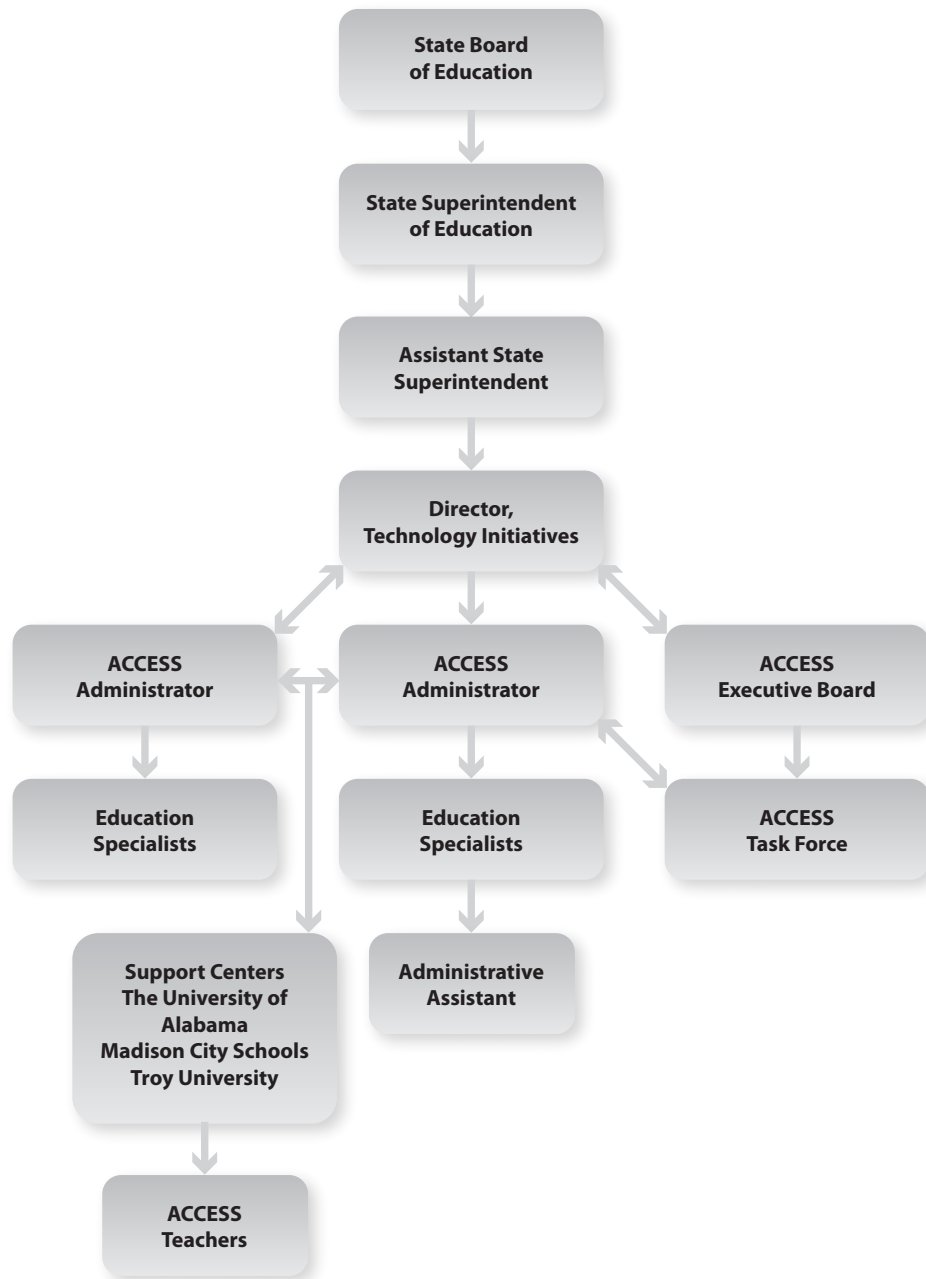 State Board
of Education
State Superintendent
of Education
Assistant State
Superintendent
Director,
Technology Initiatives
ACCESS
Administrator
ACCESS
Administrator
ACCESS
Executive Board
Education
Specialists
Education
Specialists
ACCESS
Task Force
Support Centers
The University of
Alabama
Madison City Schools
Troy University
Administrative
Assistant
ACCESS
Teachers